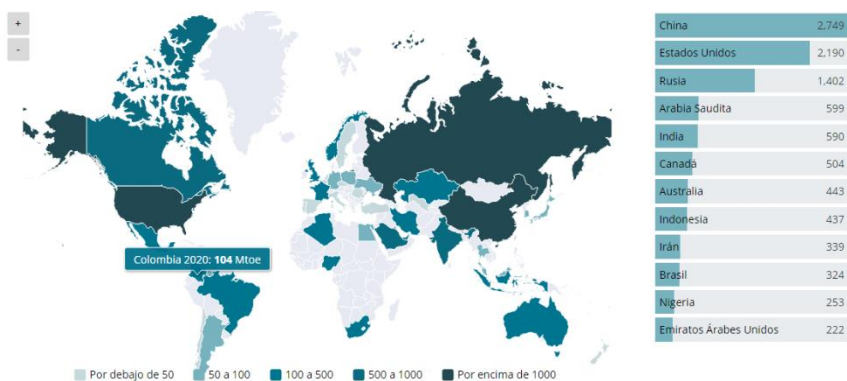 +
-
Colombia 2020: 104 Mtoe
Por debajo de 50
50 a 100
100 a 500
500 a 1000
Por encima de 1000
China 2.749
Estados Unidos 2,190
Rusia 1,402
Arabia Saudita 599
India 590
Canadá 504
Australia 443
Indonesia 437
Irán 339
Brasil 324
Nigeria 253
Emiratos Árabes Unidos 222